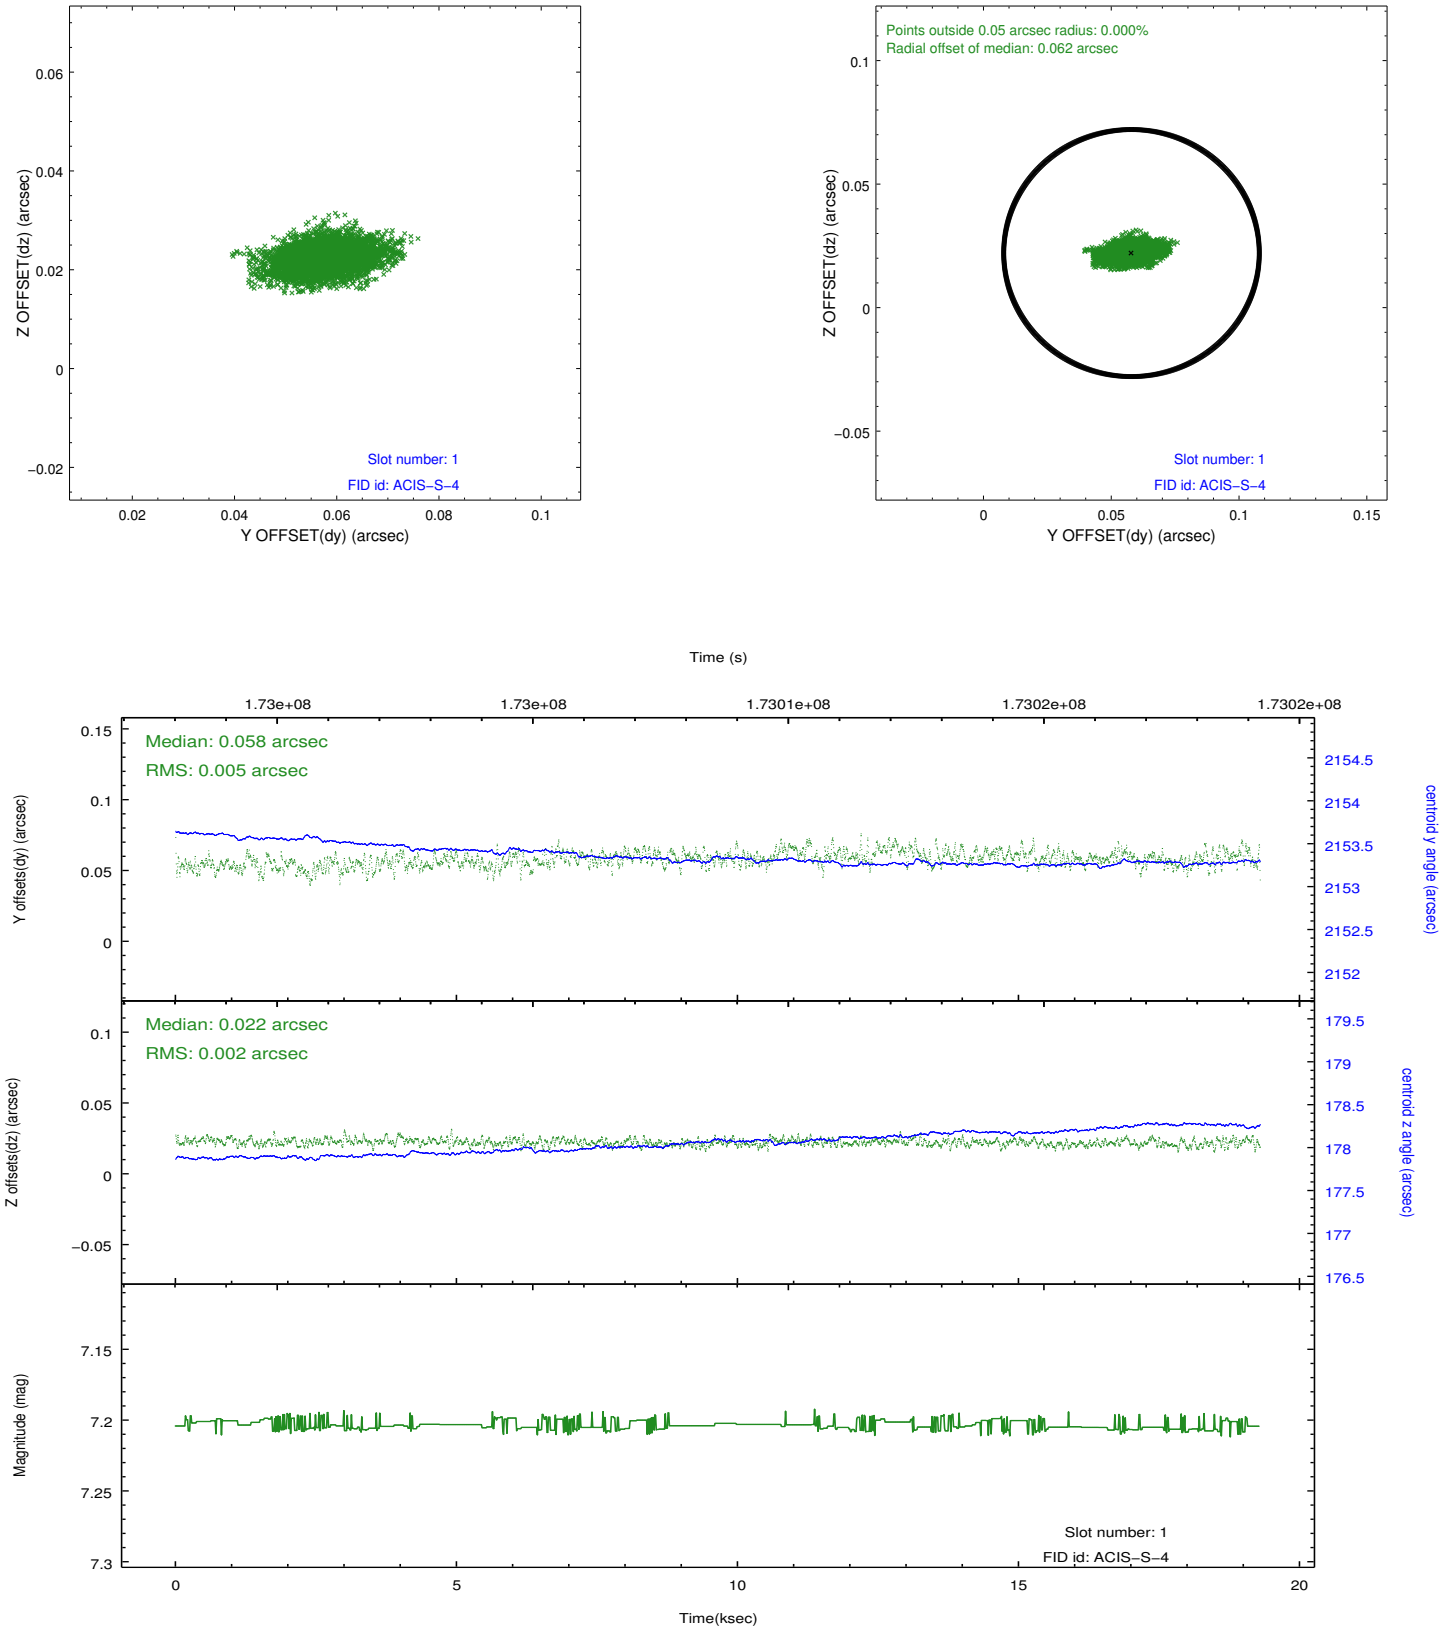 0.06
0.04
0.02
0
−0.02
Z OFFSET(dz) (arcsec)
Slot number: 1
FID id: ACIS−S−4
0.02 0.04 0.06 0.08 0.1
Y OFFSET(dy) (arcsec)
Points outside 0.05 arcsec radius: 0.000%
Radial offset of median: 0.062 arcsec
0.1
0.05
0
−0.05
Z OFFSET(dz) (arcsec)
Slot number: 1
FID id: ACIS−S−4
0 0.05 0.1 0.15
Y OFFSET(dy) (arcsec)
Time (s)
1.73e+08 1.73e+08 1.7301e+08 1.7302e+08 1.7302e+08
Median: 0.058 arcsec
RMS: 0.005 arcsec
0.15
0.1
0.05
0
Y offsets(dy) (arcsec)
2154.5
2154
2153.5
2153
2152.5
2152
centroid y angle (arcsec)
Median: 0.022 arcsec
RMS: 0.002 arcsec
0.1
0.05
0
−0.05
Z offsets(dz) (arcsec)
179.5
179
178.5
178
177.5
177
176.5
centroid z angle (arcsec)
7.15
7.2
7.25
7.3
Magnitude (mag)
Slot number: 1
FID id: ACIS−S−4
0 5 10 15 20
Time(ksec)